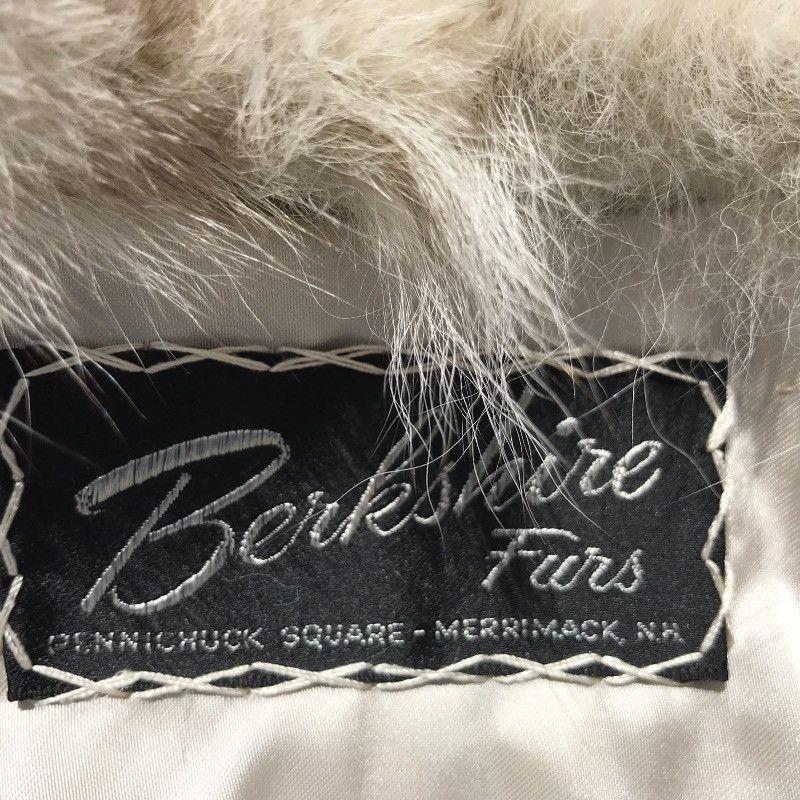 Berkshire
Furs
PENNICHUCK SQUARE - MERRIMACK, N.H.